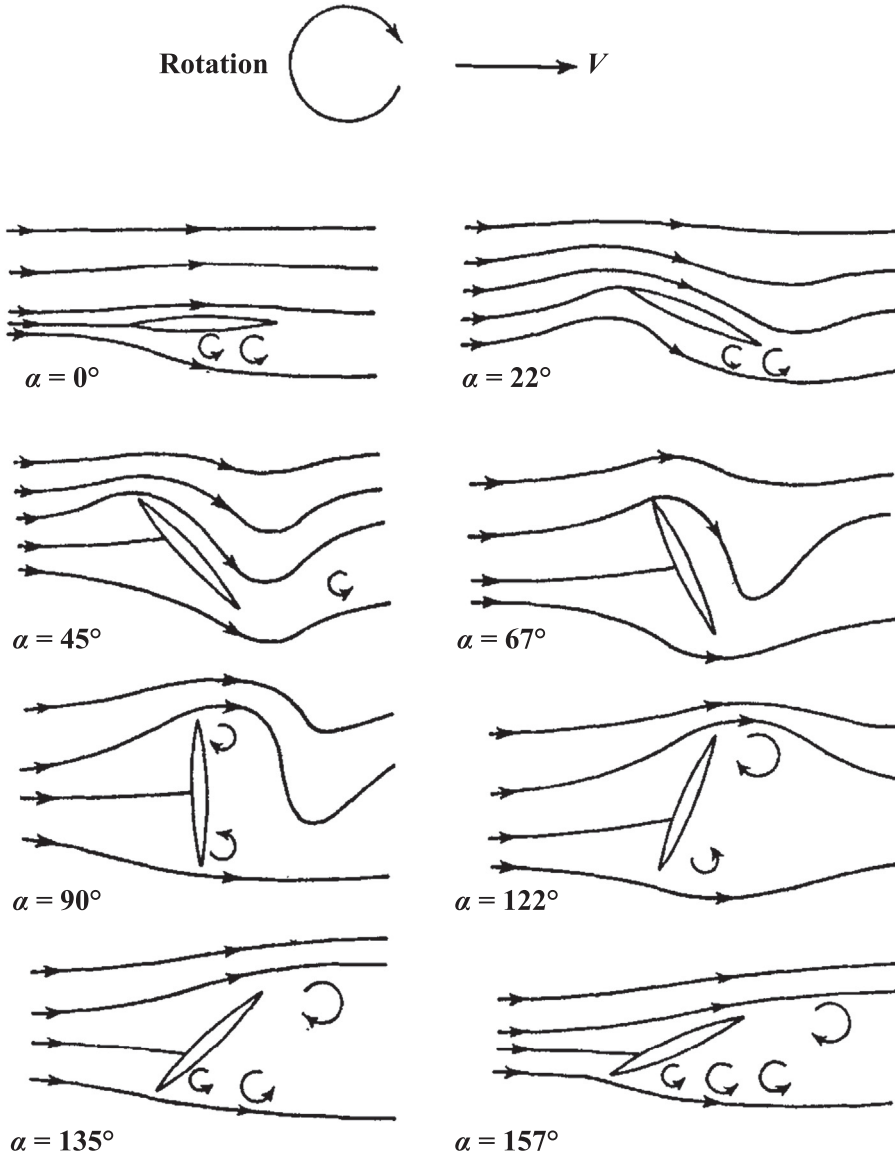 Rotation V
α = 0° α = 22°
α = 45° α = 67°
α = 90° α = 122°
α = 135° α = 157°